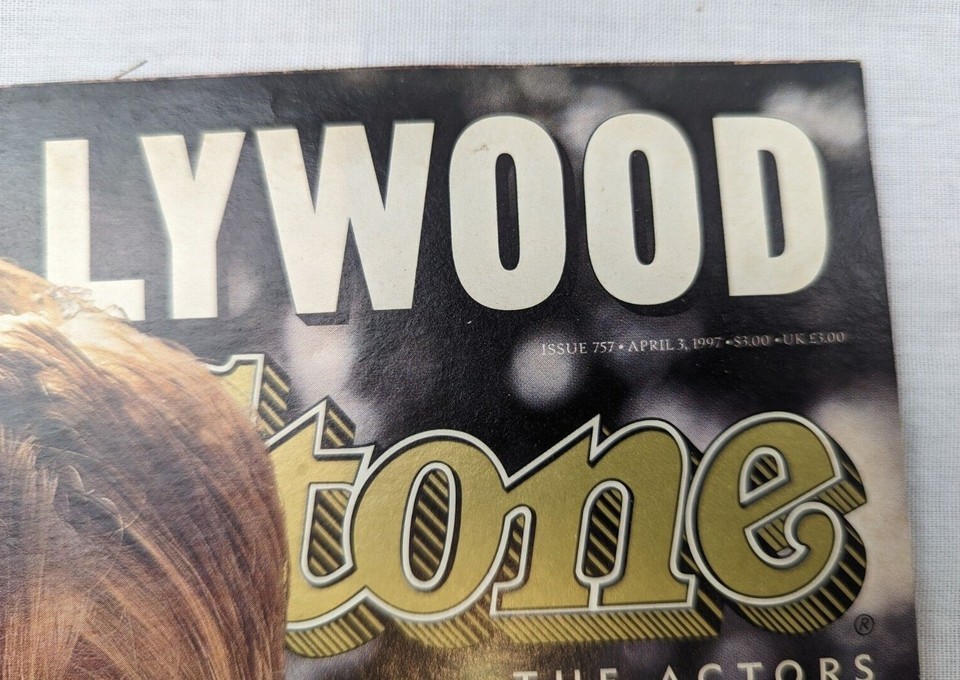 LYWOOD
ISSUE 757 • APRIL 3, 1997 • $3.00 • UK £3.00
tone
®
THE ACTORS